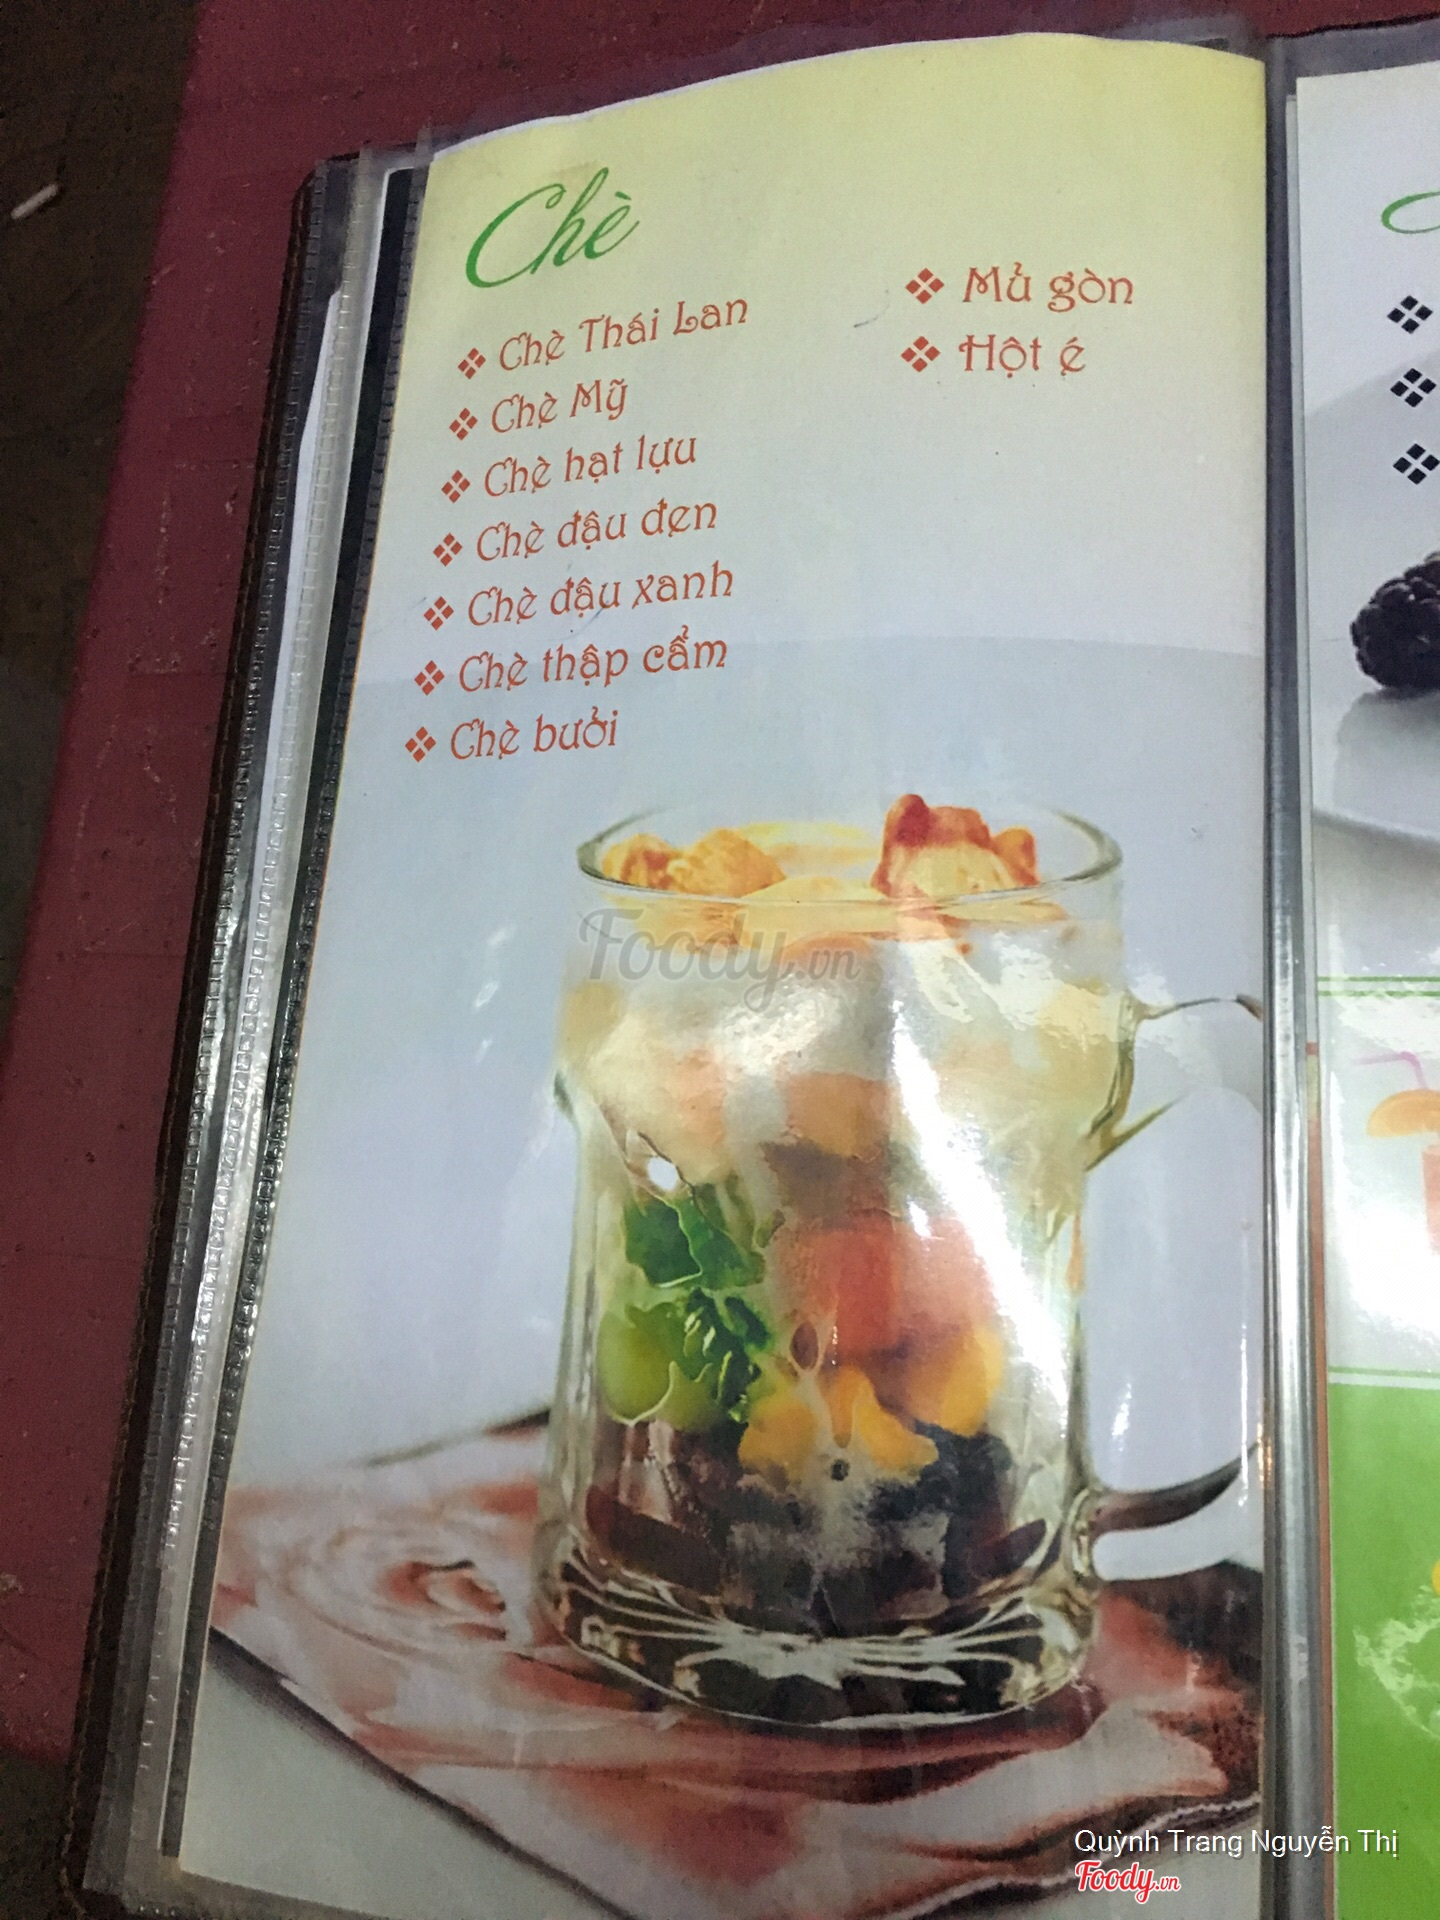 Chè
❖ Chè Thái Lan
❖ Chè Mỹ
❖ Chè hạt lựu
❖ Chè đậu đen
❖ Chè đậu xanh
❖ Chè thập cẩm
❖ Chè bưởi
❖ Mủ gòn
❖ Hột é
Foody.vn
Quỳnh Trang Nguyễn Thị
Foody.vn